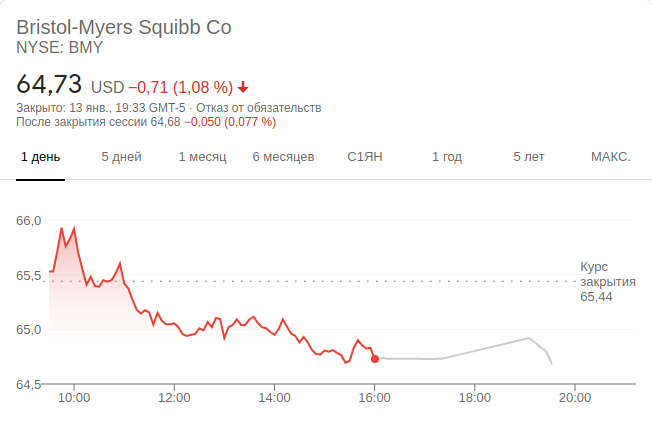 Bristol-Myers Squibb Co
NYSE: BMY
64,73 USD −0,71 (1,08 %)
Закрыто: 13 янв., 19:33 GMT-5 · Отказ от обязательств
После закрытия сессии 64,68 −0,050 (0,077 %)
1 день 5 дней 1 месяц 6 месяцев С1ЯН 1 год 5 лет МАКС.
66,0
65,5
65,0
64,5
Курс
закрытия
65,44
10:00 12:00 14:00 16:00 18:00 20:00